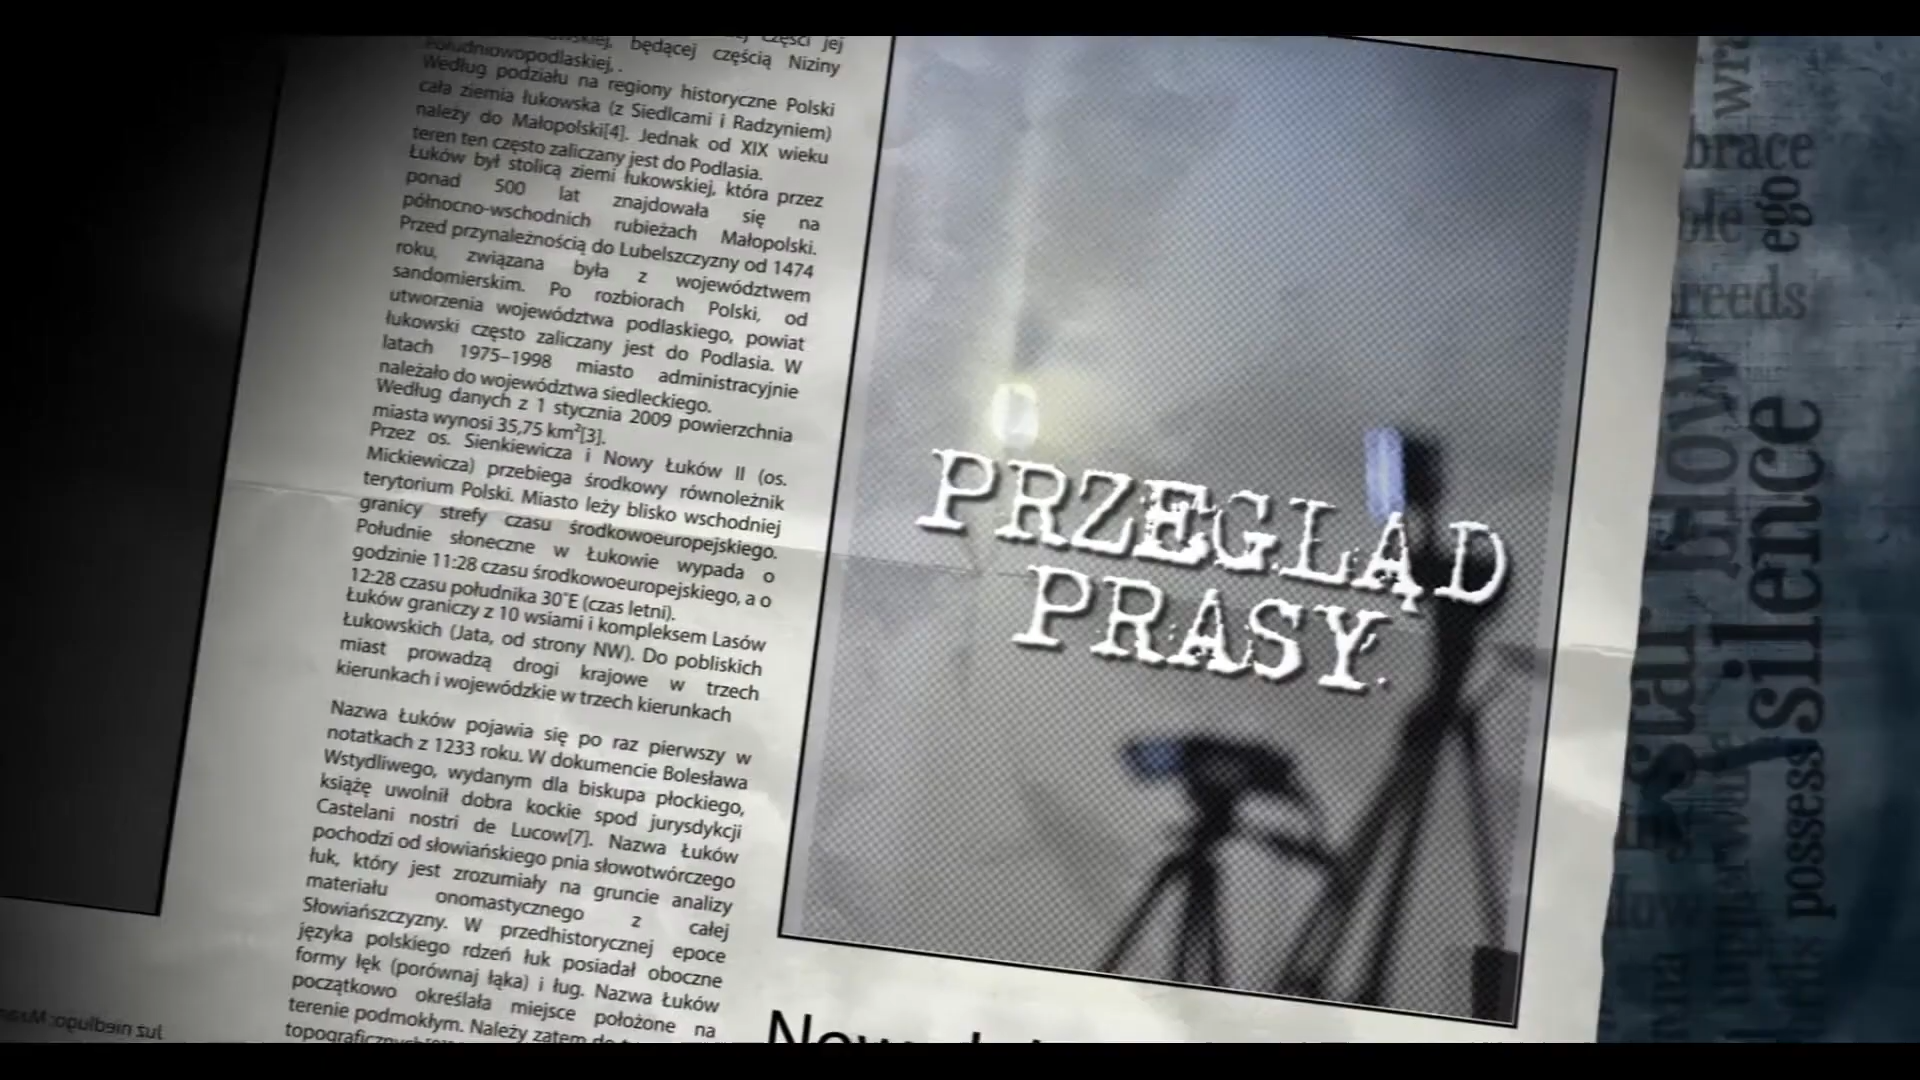 części jej
będącej częścią Niziny
Południowopodlaskiej, .
Według podziału na regiony historyczne Polski
cała ziemia łukowska (z Siedlcami i Radzyniem)
należy do Małopolski[4]. Jednak od XIX wieku
teren ten często zaliczany jest do Podlasia.
Łuków był stolicą ziemi łukowskiej, która przez
ponad 500 lat znajdowała się na
północno-wschodnich rubieżach Małopolski.
Przed przynależnością do Lubelszczyzny od 1474
roku, związana była z województwem
sandomierskim. Po rozbiorach Polski, od
utworzenia województwa podlaskiego, powiat
łukowski często zaliczany jest do Podlasia. W
latach 1975–1998 miasto administracyjnie
należało do województwa siedleckiego.
Według danych z 1 stycznia 2009 powierzchnia
miasta wynosi 35,75 km²[3].
Przez os. Sienkiewicza i Nowy Łuków II (os.
Mickiewicza) przebiega środkowy równoleżnik
terytorium Polski. Miasto leży blisko wschodniej
granicy strefy czasu środkowoeuropejskiego.
Południe słoneczne w Łukowie wypada o
godzinie 11:28 czasu środkowoeuropejskiego, a o
12:28 czasu południka 30°E (czas letni).
Łuków graniczy z 10 wsiami i kompleksem Lasów
Łukowskich (Jata, od strony NW). Do pobliskich
miast prowadzą drogi krajowe w trzech
kierunkach i wojewódzkie w trzech kierunkach
Nazwa Łuków pojawia się po raz pierwszy w
notatkach z 1233 roku. W dokumencie Bolesława
Wstydliwego, wydanym dla biskupa płockiego,
książę uwolnił dobra kockie spod jurysdykcji
Castelani nostri de Lucow[7]. Nazwa Łuków
pochodzi od słowiańskiego pnia słowotwórczego
łuk, który jest zrozumiały na gruncie analizy
materiału onomastycznego z całej
Słowiańszczyzny. W przedhistorycznej epoce
języka polskiego rdzeń łuk posiadał oboczne
formy łęk (porównaj łąka) i ług. Nazwa Łuków
początkowo określała miejsce położone na
terenie podmokłym. Należy zatem do
PRZEGLĄD
PRASY
brace
ole
ego
reeds
blow
star
silence
possess
Już niedługo: